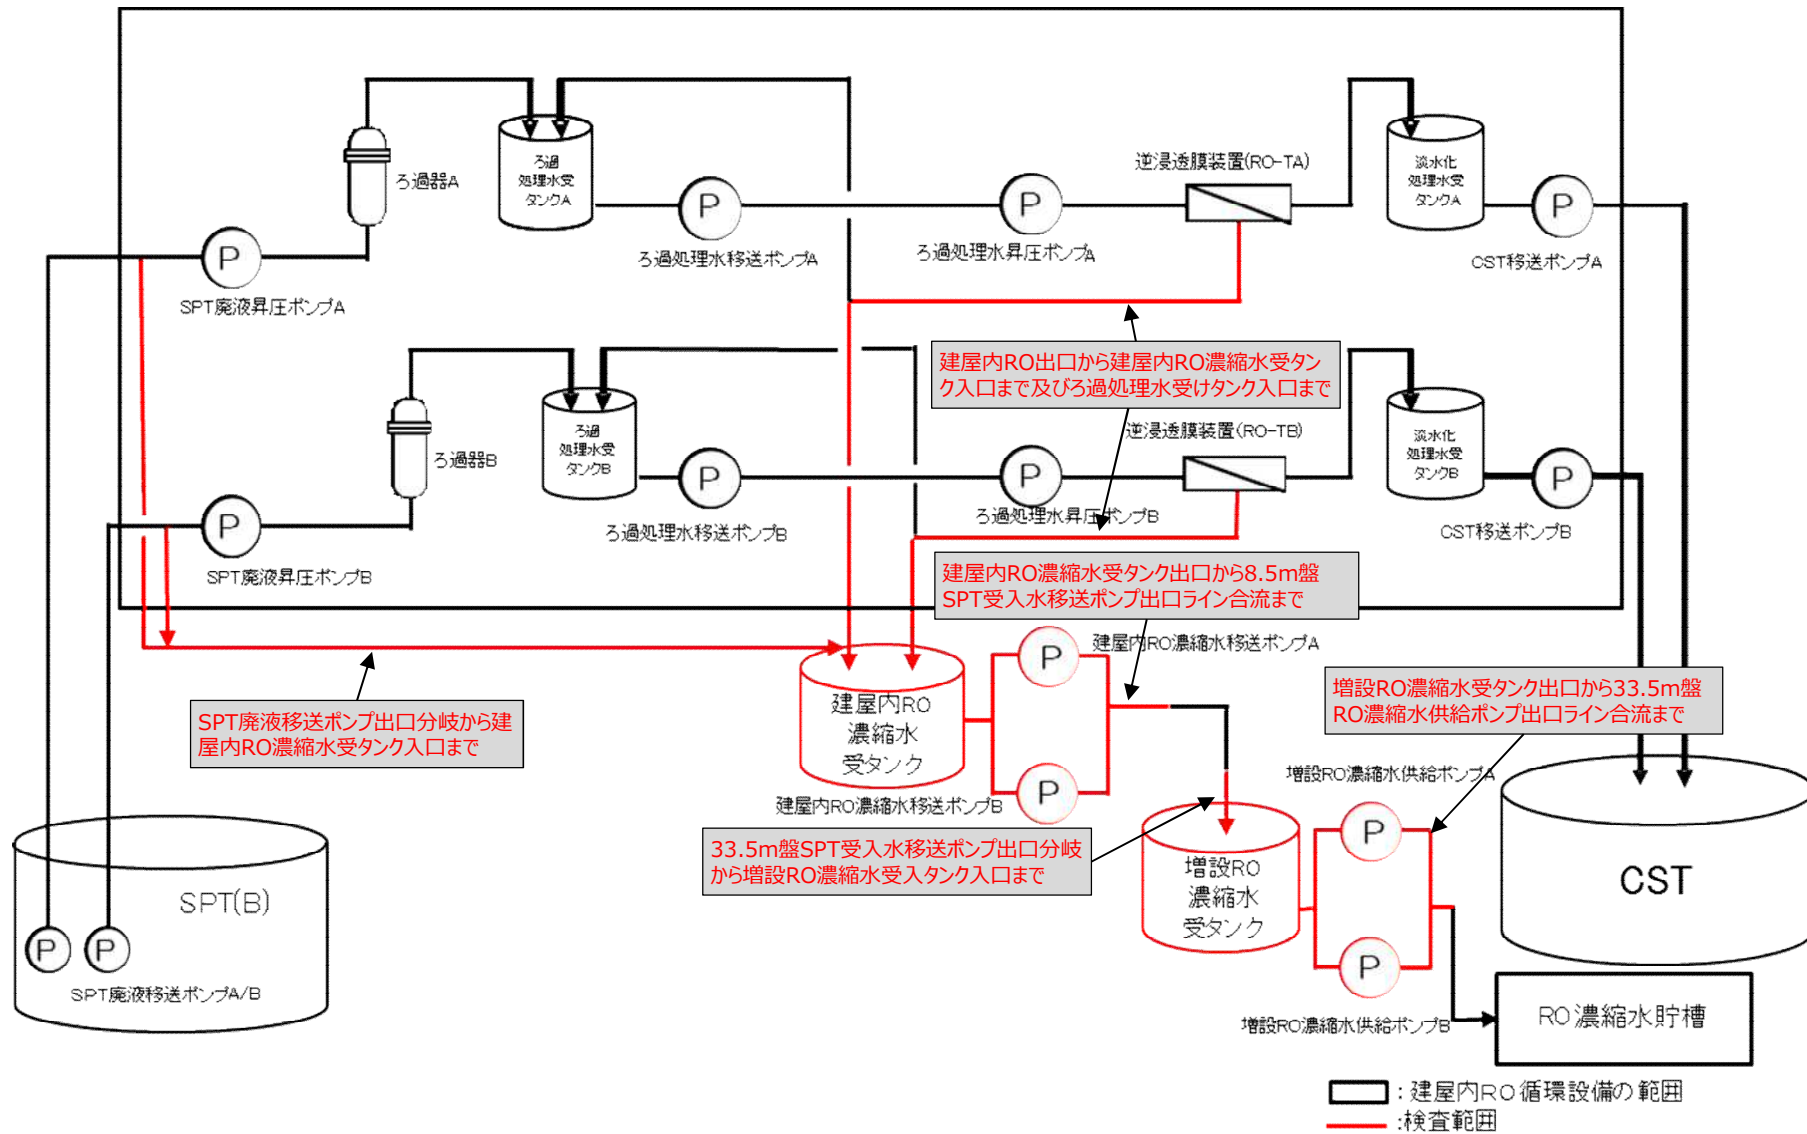 P
ろ過器A
SPT廃液昇圧ポンプA
ろ過
処理水受
タンクA
P
ろ過処理水移送ポンプA
P
ろ過処理水昇圧ポンプA
逆浸透膜装置(RO-TA)
淡水化
処理水受
タンクA
P
CST移送ポンプA
建屋内RO出口から建屋内RO濃縮水受タン
ク入口まで及びろ過処理水受けタンク入口まで
P
ろ過器B
SPT廃液昇圧ポンプB
ろ過
処理水受
タンクB
P
ろ過処理水移送ポンプB
P
ろ過処理水昇圧ポンプB
逆浸透膜装置(RO-TB)
淡水化
処理水受
タンクB
P
CST移送ポンプB
建屋内RO濃縮水受タンク出口から8.5m盤
SPT受入水移送ポンプ出口ライン合流まで
SPT廃液移送ポンプ出口分岐から建
屋内RO濃縮水受タンク入口まで
建屋内RO
濃縮水
受タンク
P
建屋内RO濃縮水移送ポンプA
P
建屋内RO濃縮水移送ポンプB
増設RO濃縮水受タンク出口から33.5m盤
RO濃縮水供給ポンプ出口ライン合流まで
33.5m盤SPT受入水移送ポンプ出口分岐
から増設RO濃縮水受入タンク入口まで
増設RO
濃縮水
受タンク
増設RO濃縮水供給ポンプA
P
P
増設RO濃縮水供給ポンプB
CST
SPT(B)
P
P
SPT廃液移送ポンプA/B
RO濃縮水貯槽
:建屋内RO循環設備の範囲
:検査範囲